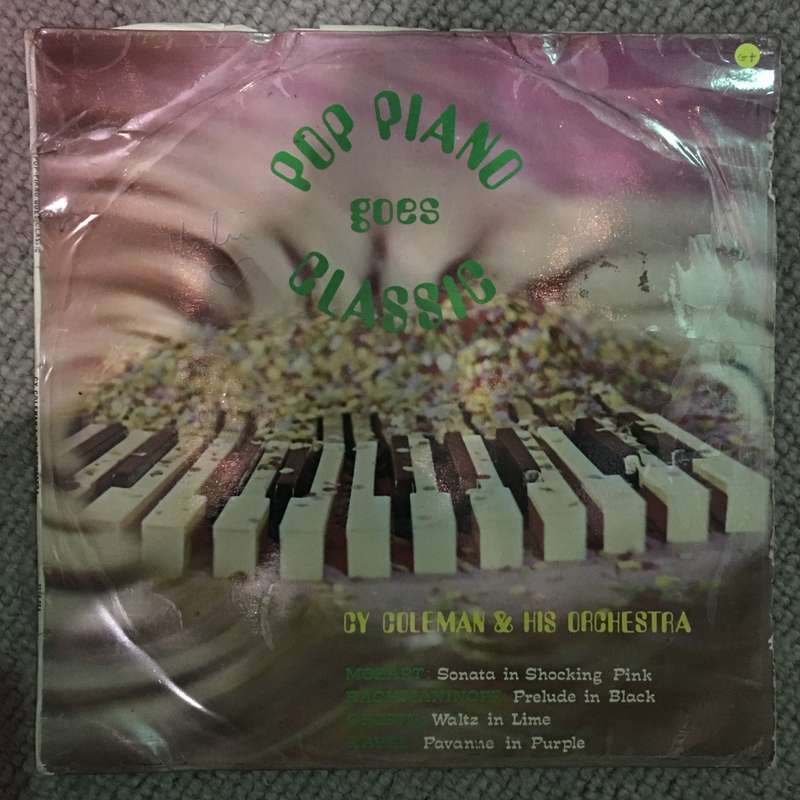 POP PIANO
goes
CLASSIC
CY COLEMAN & HIS ORCHESTRA
MOZART: Sonata in Shocking Pink
RACHMANINOFF: Prelude in Black
Waltz in Lime
Pavanne in Purple